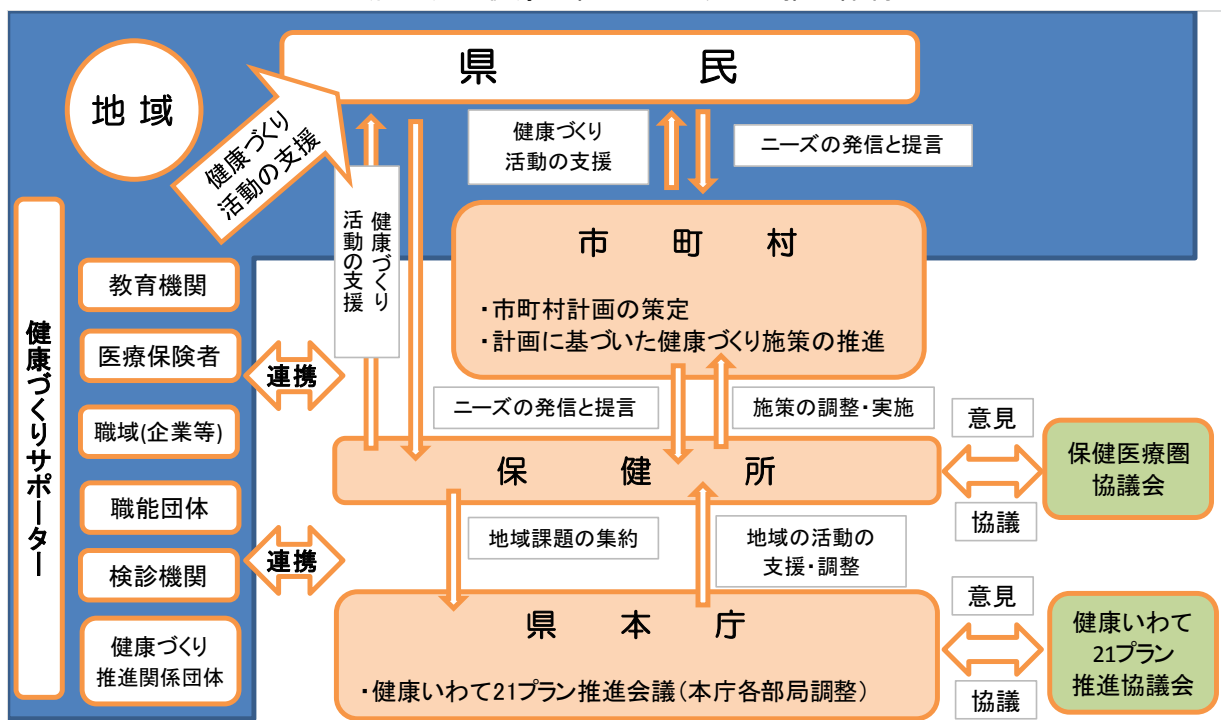 県　民
地域
健康づくり
活動の支援
健康づくり
活動の支援
健康づくり
活動の支援
ニーズの発信と提言
市　町　村
・市町村計画の策定
・計画に基づいた健康づくり施策の推進
健康づくりサポーター
教育機関
医療保険者
職域(企業等)
職能団体
検診機関
健康づくり
推進関係団体
連携
連携
ニーズの発信と提言
施策の調整・実施
保　健　所
意見
協議
保健医療圏
協議会
地域課題の集約
地域の活動の
支援・調整
県　本　庁
・健康いわて21プラン推進会議(本庁各部局調整)
意見
協議
健康いわて
21プラン
推進協議会